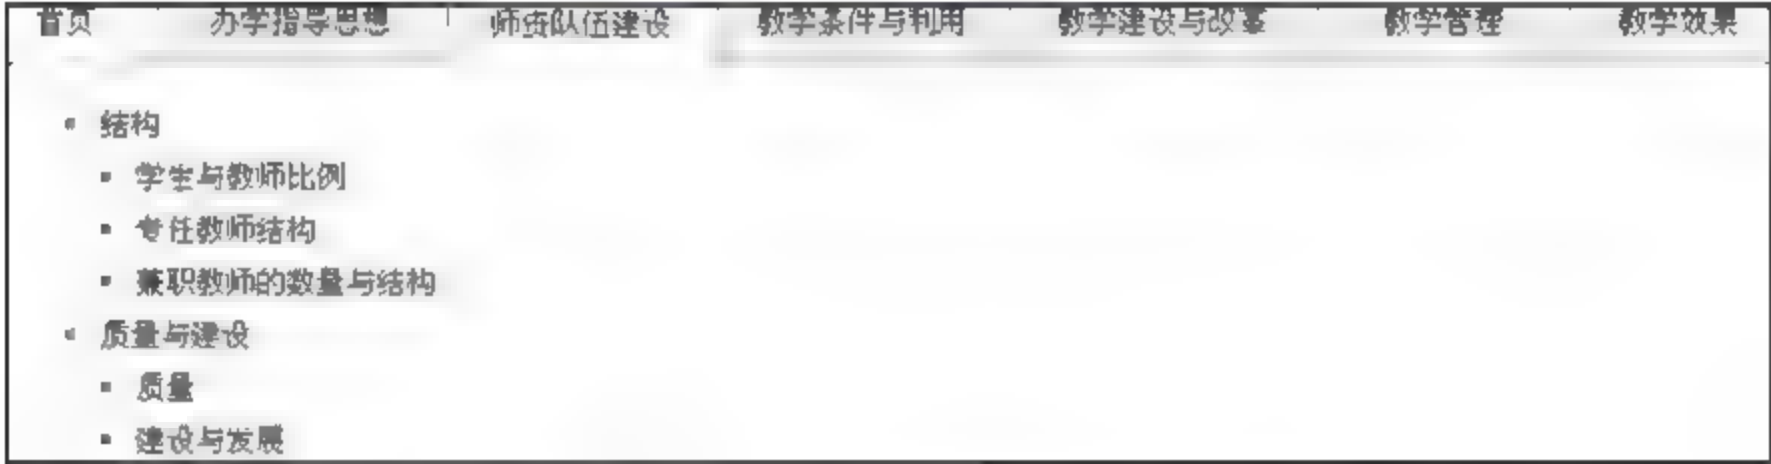 首页 办学指导思想 师资队伍建设 教学条件与利用 教学建设与改革 教学管理 教学效果
结构
学生与教师比例
专任教师结构
兼职教师的数量与结构
质量与建设
质量
建设与发展